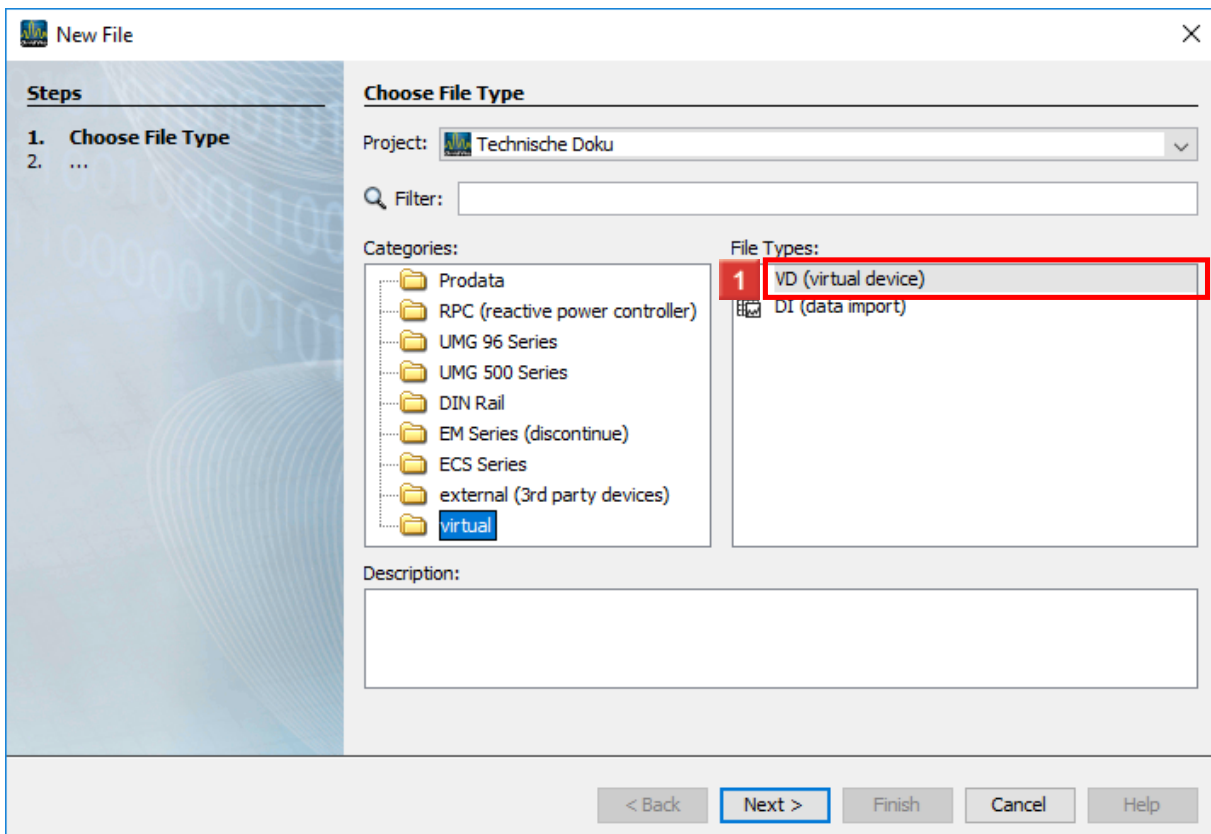 New File
Steps
1. Choose File Type
2. ...
Choose File Type
Project: Technische Doku
Filter:
Categories:
Prodata
RPC (reactive power controller)
UMG 96 Series
UMG 500 Series
DIN Rail
EM Series (discontinue)
ECS Series
external (3rd party devices)
virtual
File Types:
1 VD (virtual device)
DI (data import)
Description:
< Back Next > Finish Cancel Help